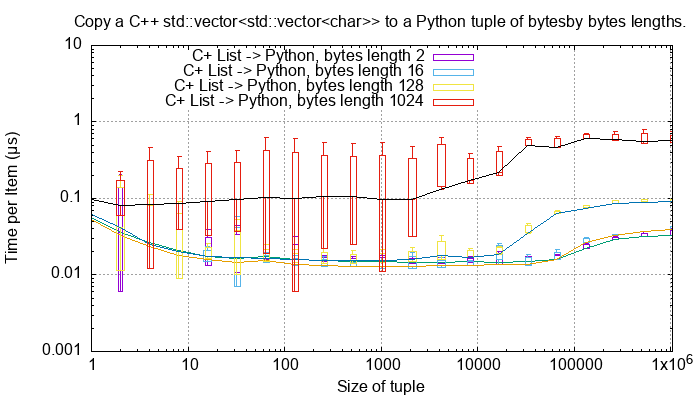 Copy a C++ std::vector<std::vector<char>> to a Python tuple of bytesby bytes lengths.
10
C+ List -> Python, bytes length 2
C+ List -> Python, bytes length 16
C+ List -> Python, bytes length 128
C+ List -> Python, bytes length 1024
1
0.1
0.01
0.001
Time per Item (µs)
1 10 100 1000 10000 100000 1x10⁶
Size of tuple